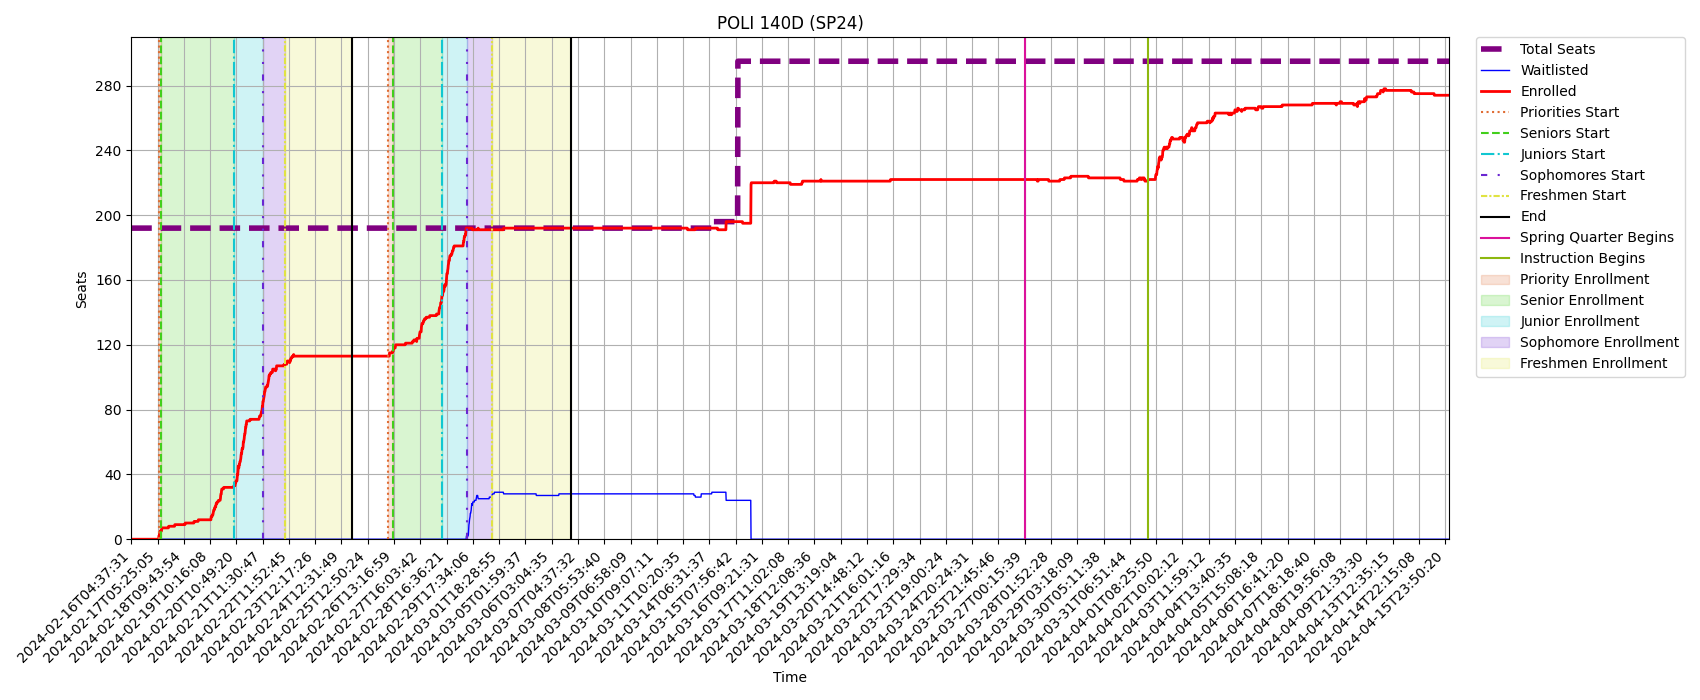 POLI 140D (SP24)
Seats
280
240
200
160
120
80
40
0
2024-02-16T04:37:31
2024-02-17T05:25:05
2024-02-18T09:43:54
2024-02-19T10:16:08
2024-02-20T10:49:20
2024-02-21T11:30:47
2024-02-22T11:52:45
2024-02-23T12:17:26
2024-02-24T12:31:49
2024-02-25T12:50:24
2024-02-26T13:16:59
2024-02-27T16:03:42
2024-02-28T16:36:21
2024-02-29T17:34:06
2024-03-01T18:28:55
2024-03-05T01:59:37
2024-03-06T03:04:35
2024-03-07T04:37:32
2024-03-08T05:53:40
2024-03-09T06:58:09
2024-03-10T09:07:11
2024-03-11T10:20:35
2024-03-14T06:31:37
2024-03-15T07:56:42
2024-03-16T09:21:31
2024-03-17T11:02:08
2024-03-18T12:08:36
2024-03-19T13:19:04
2024-03-20T14:48:12
2024-03-21T16:01:16
2024-03-22T17:29:34
2024-03-24T19:00:24
2024-03-24T20:24:31
2024-03-25T21:45:46
2024-03-27T00:15:39
2024-03-28T01:52:28
2024-03-29T03:18:09
2024-03-30T05:11:38
2024-03-31T06:51:44
2024-04-01T08:25:50
2024-04-02T10:02:12
2024-04-03T11:59:12
2024-04-04T13:40:35
2024-04-05T15:08:18
2024-04-06T16:41:20
2024-04-07T18:18:40
2024-04-08T19:56:08
2024-04-09T21:33:30
2024-04-13T12:35:15
2024-04-14T22:15:08
2024-04-15T23:50:20
Time
Total Seats
Waitlisted
Enrolled
Priorities Start
Seniors Start
Juniors Start
Sophomores Start
Freshmen Start
End
Spring Quarter Begins
Instruction Begins
Priority Enrollment
Senior Enrollment
Junior Enrollment
Sophomore Enrollment
Freshmen Enrollment